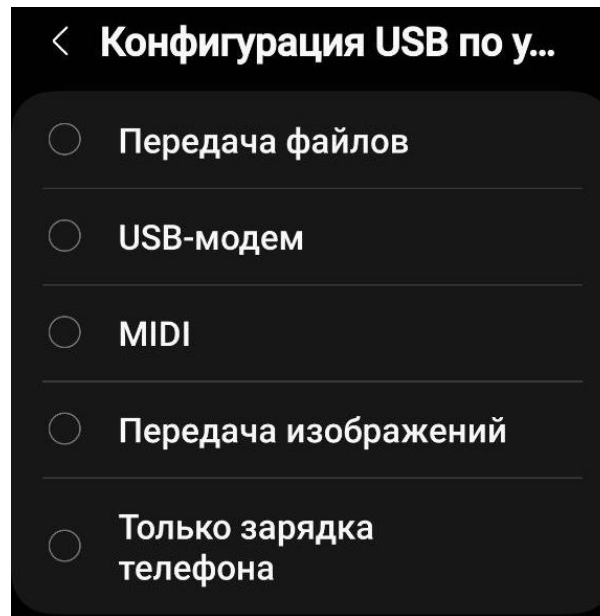 Конфигурация USB по у...
Передача файлов
USB-модем
MIDI
Передача изображений
Только зарядка
телефона